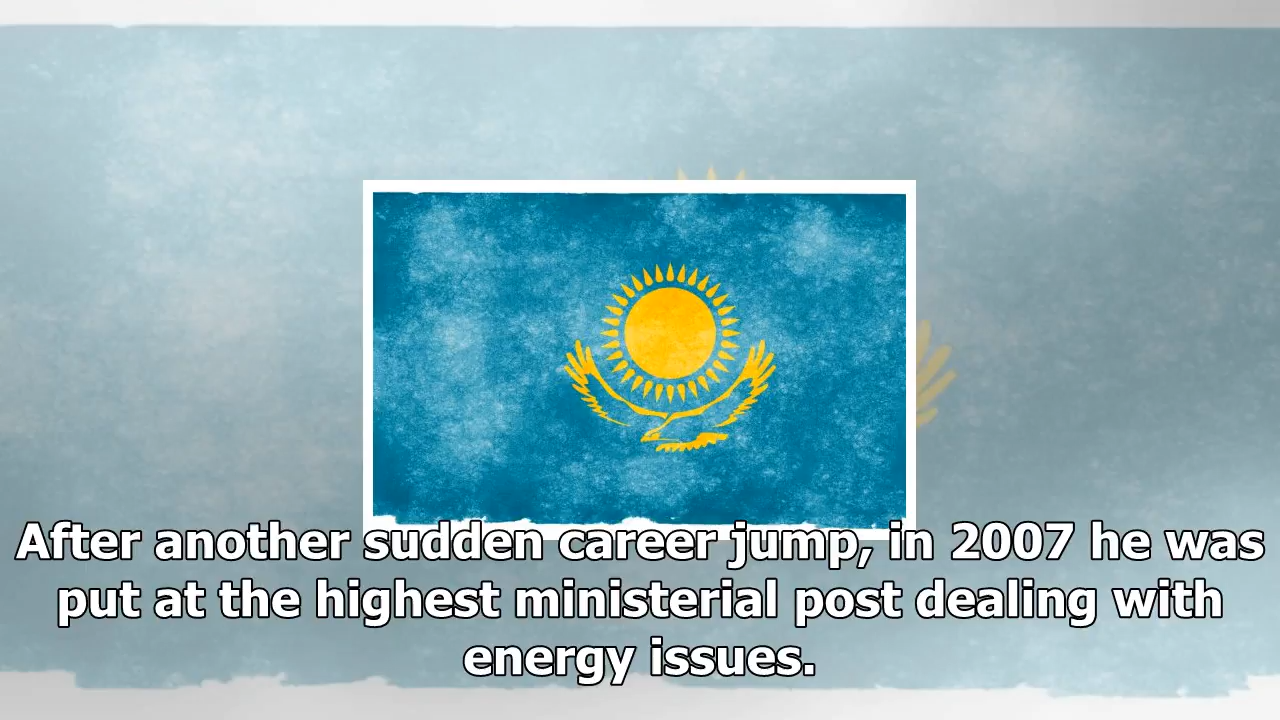 After another sudden career jump, in 2007 he was
put at the highest ministerial post dealing with
energy issues.